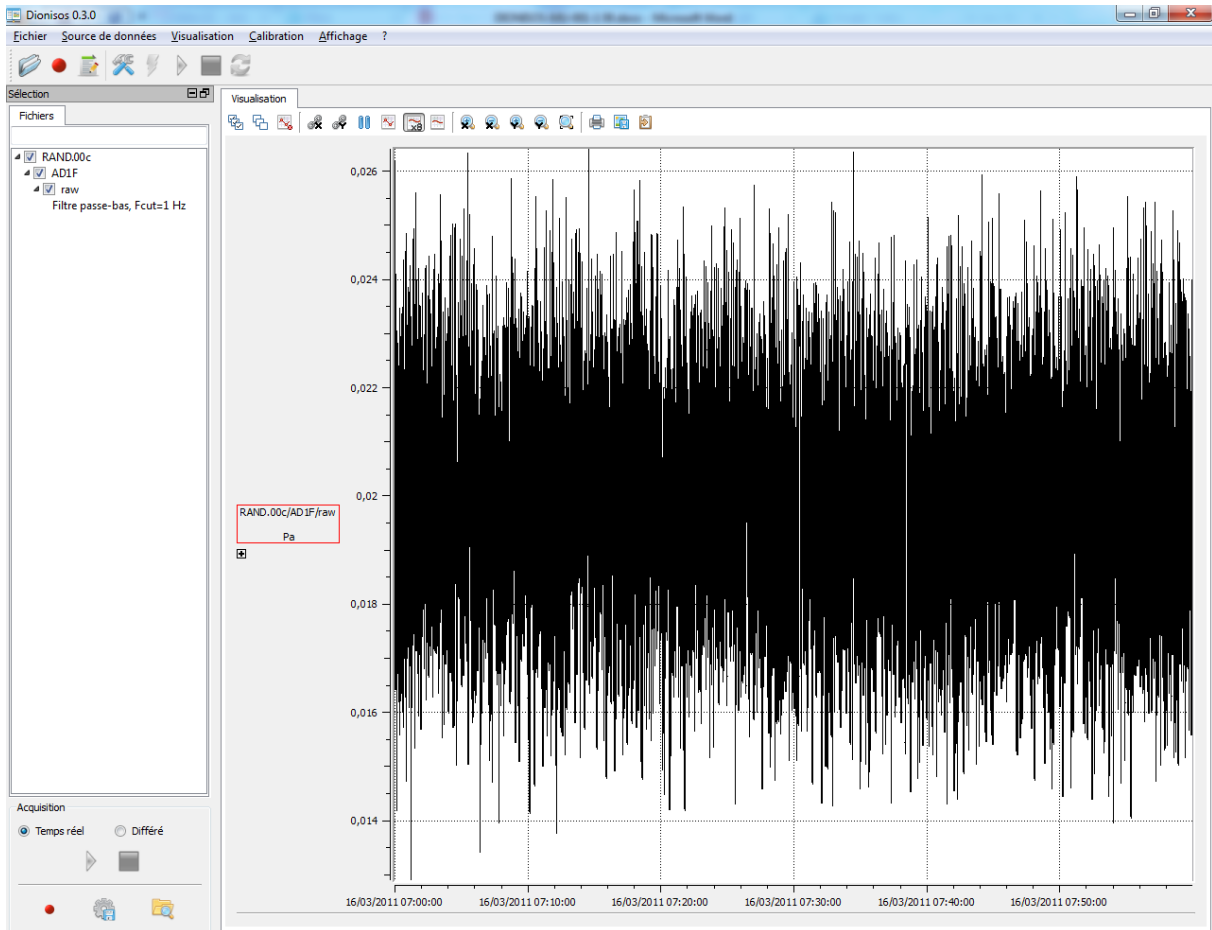 Dionisos 0.3.0
Fichier Source de données Visualisation Calibration Affichage ?
Sélection
Fichiers
RAND.00c
AD1F
raw
Filtre passe-bas, Fcut=1 Hz
Acquisition
Temps réel Différé
Visualisation
x8
0,026
0,024
0,022
0,02
0,018
0,016
0,014
RAND.00c/AD1F/raw
Pa
16/03/2011 07:00:00 16/03/2011 07:10:00 16/03/2011 07:20:00 16/03/2011 07:30:00 16/03/2011 07:40:00 16/03/2011 07:50:00